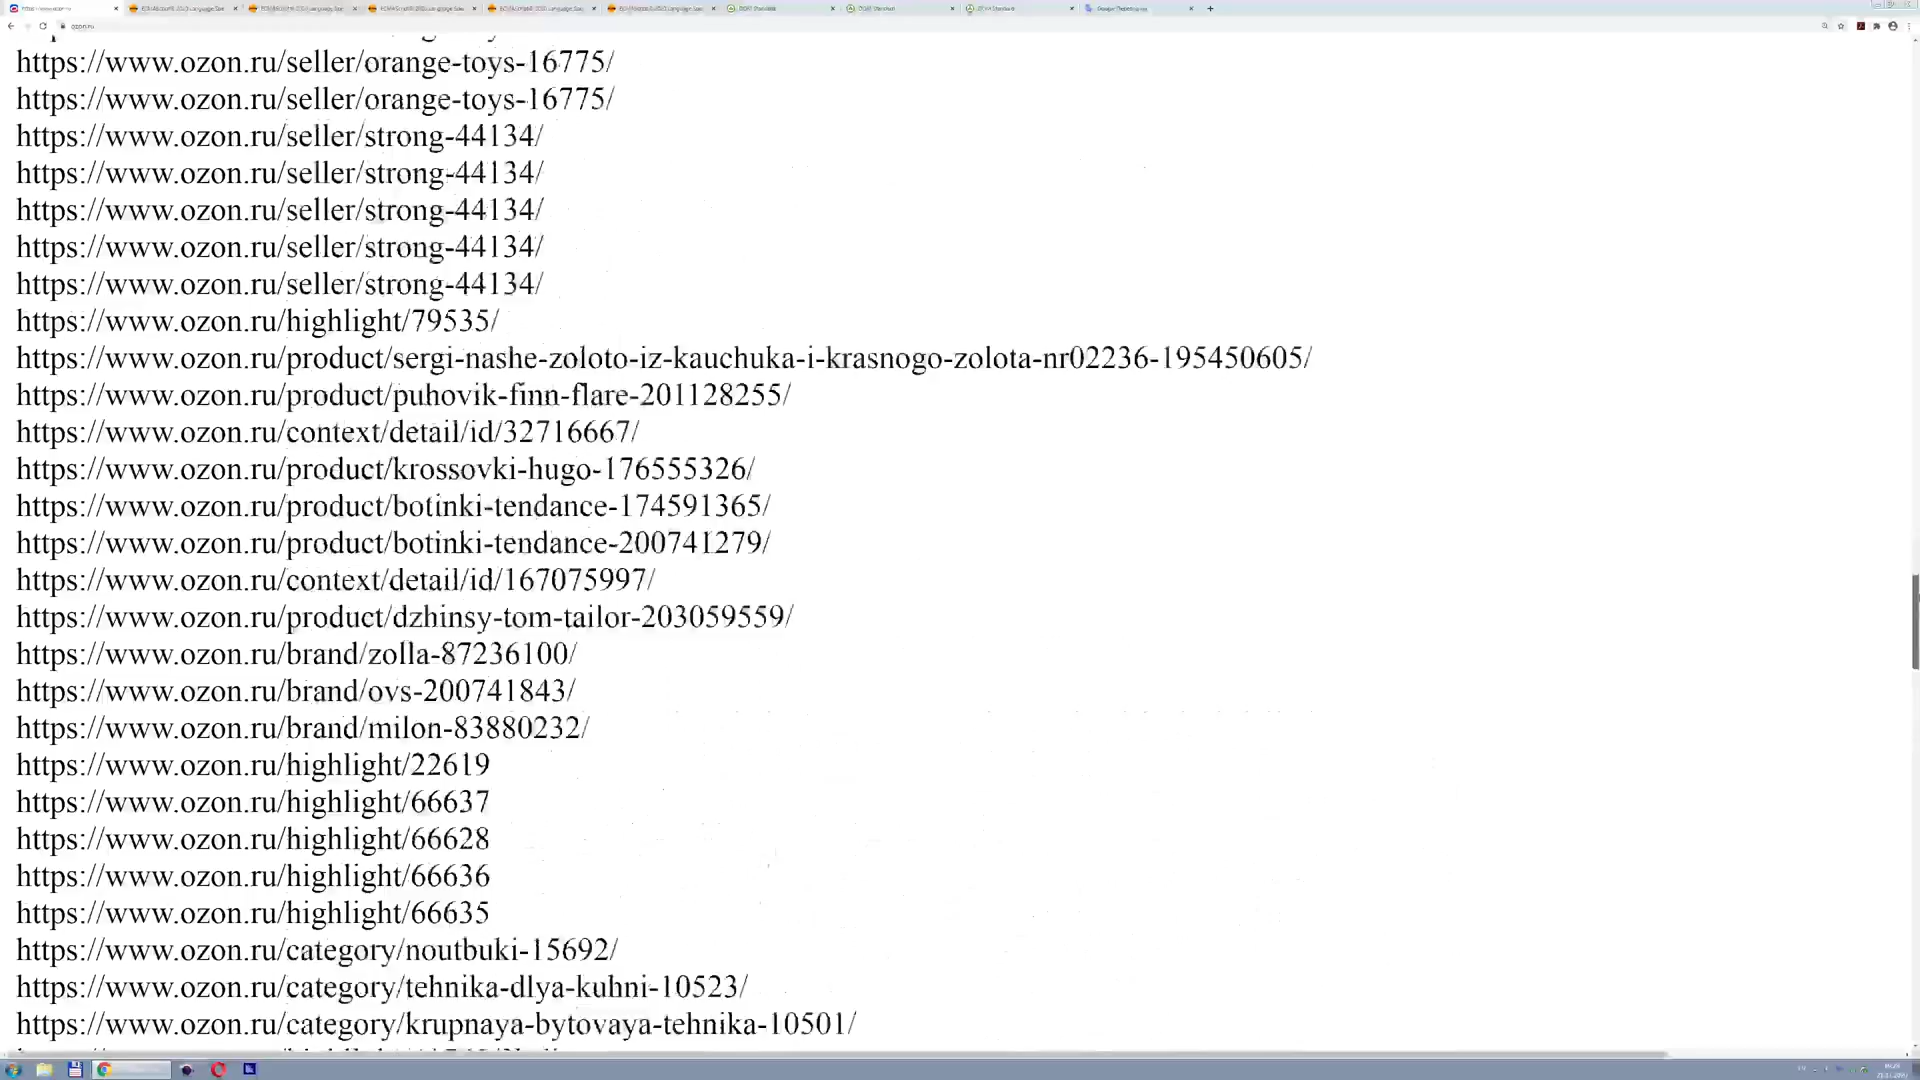 ozon.ru
https://www.ozon.ru/seller/orange-toys-16775/
https://www.ozon.ru/seller/orange-toys-16775/
https://www.ozon.ru/seller/strong-44134/
https://www.ozon.ru/seller/strong-44134/
https://www.ozon.ru/seller/strong-44134/
https://www.ozon.ru/seller/strong-44134/
https://www.ozon.ru/seller/strong-44134/
https://www.ozon.ru/highlight/79535/
https://www.ozon.ru/product/sergi-nashe-zoloto-iz-kauchuka-i-krasnogo-zolota-nr02236-195450605/
https://www.ozon.ru/product/puhovik-finn-flare-201128255/
https://www.ozon.ru/context/detail/id/32716667/
https://www.ozon.ru/product/krossovki-hugo-176555326/
https://www.ozon.ru/product/botinki-tendance-174591365/
https://www.ozon.ru/product/botinki-tendance-200741279/
https://www.ozon.ru/context/detail/id/167075997/
https://www.ozon.ru/product/dzhinsy-tom-tailor-203059559/
https://www.ozon.ru/brand/zolla-87236100/
https://www.ozon.ru/brand/ovs-200741843/
https://www.ozon.ru/brand/milon-83880232/
https://www.ozon.ru/highlight/22619
https://www.ozon.ru/highlight/66637
https://www.ozon.ru/highlight/66628
https://www.ozon.ru/highlight/66636
https://www.ozon.ru/highlight/66635
https://www.ozon.ru/category/noutbuki-15692/
https://www.ozon.ru/category/tehnika-dlya-kuhni-10523/
https://www.ozon.ru/category/krupnaya-bytovaya-tehnika-10501/